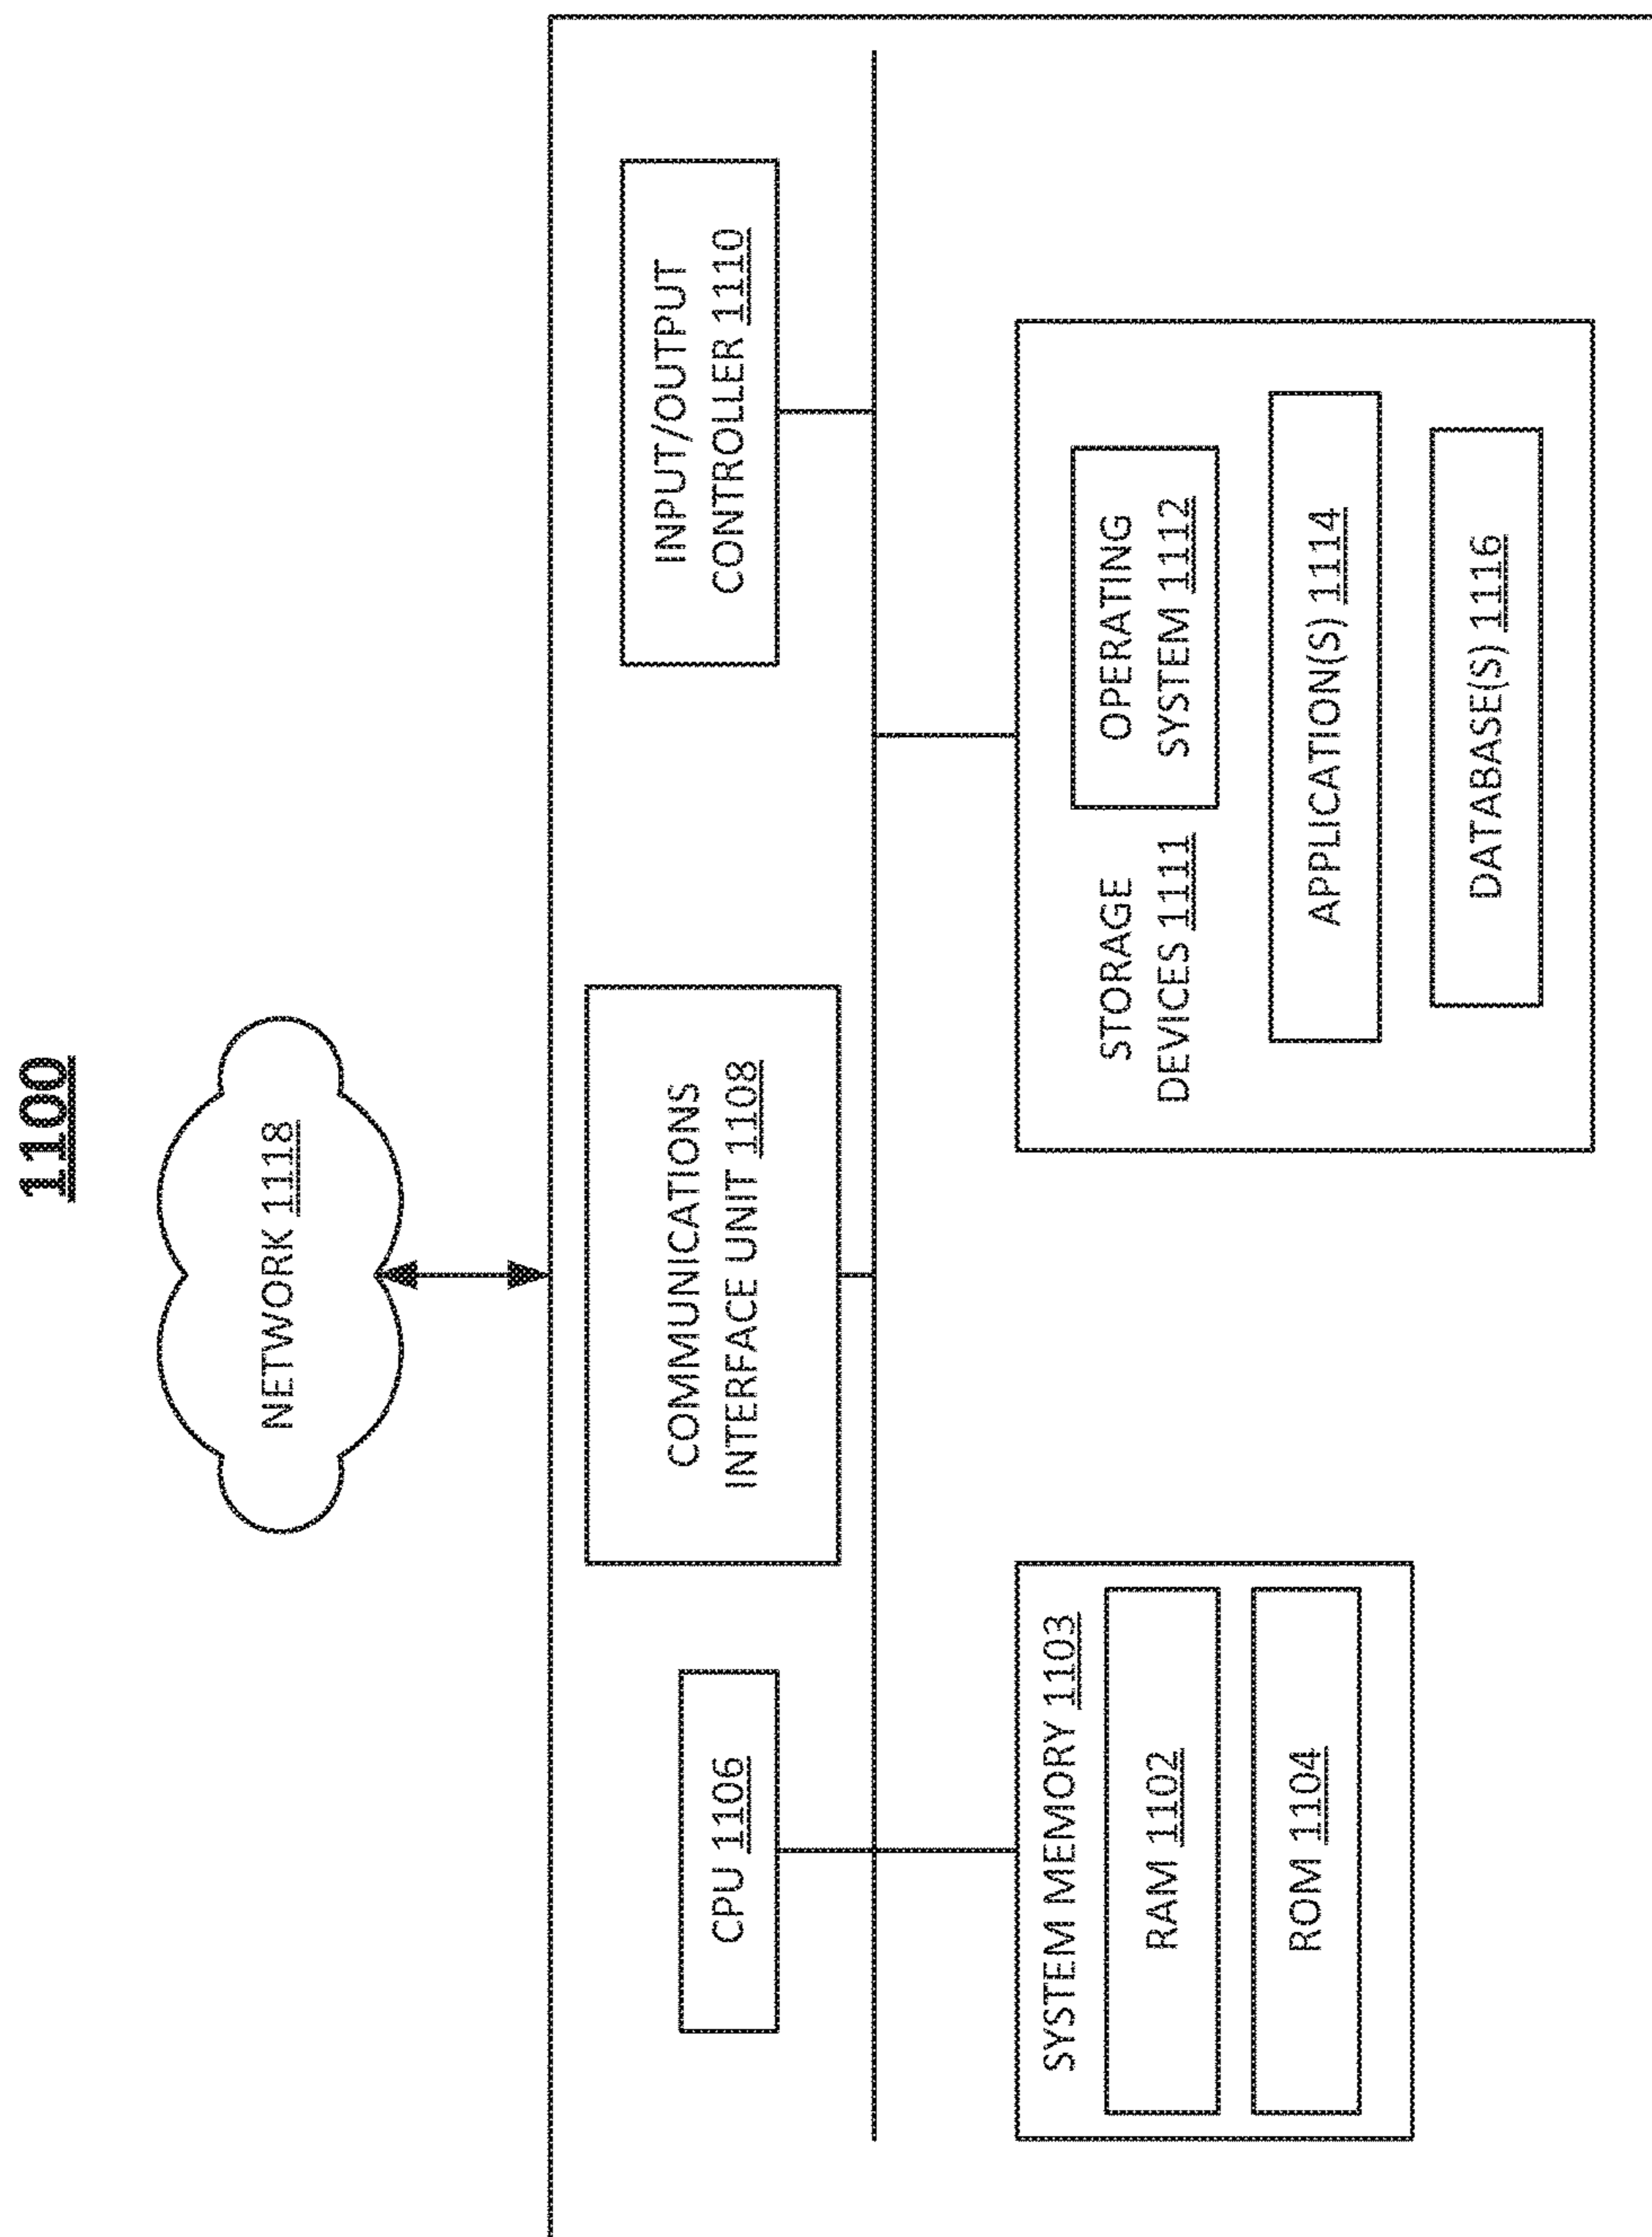 1100
NETWORK 1118
CPU 1106
COMMUNICATIONS
INTERFACE UNIT 1108
INPUT/OUTPUT
CONTROLLER 1110
SYSTEM MEMORY 1103
RAM 1102
ROM 1104
STORAGE
DEVICES 1111
OPERATING
SYSTEM 1112
APPLICATION(S) 1114
DATABASE(S) 1116